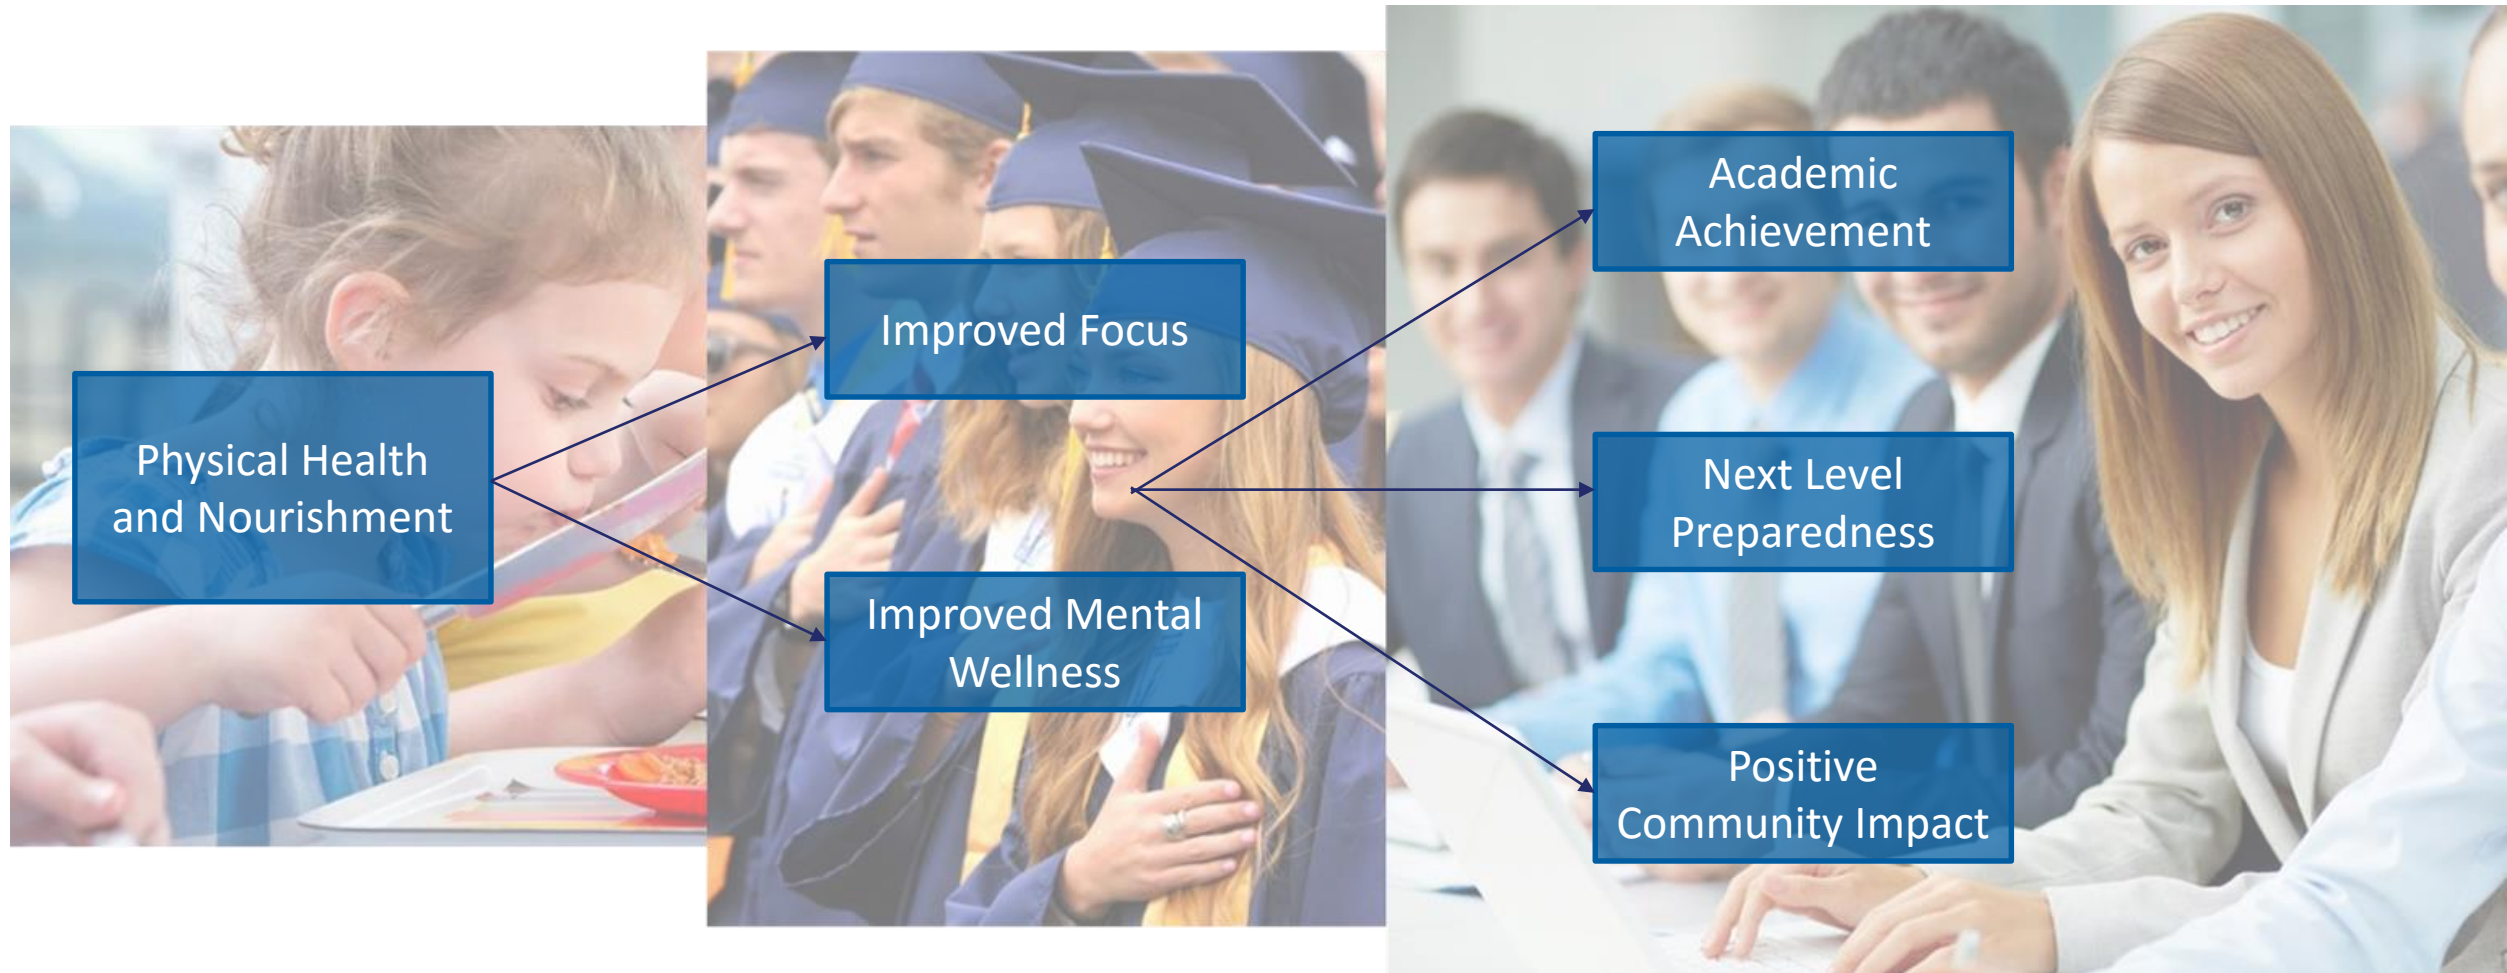 Physical Health
and Nourishment
Improved Focus
Improved Mental
Wellness
Academic
Achievement
Next Level
Preparedness
Positive
Community Impact